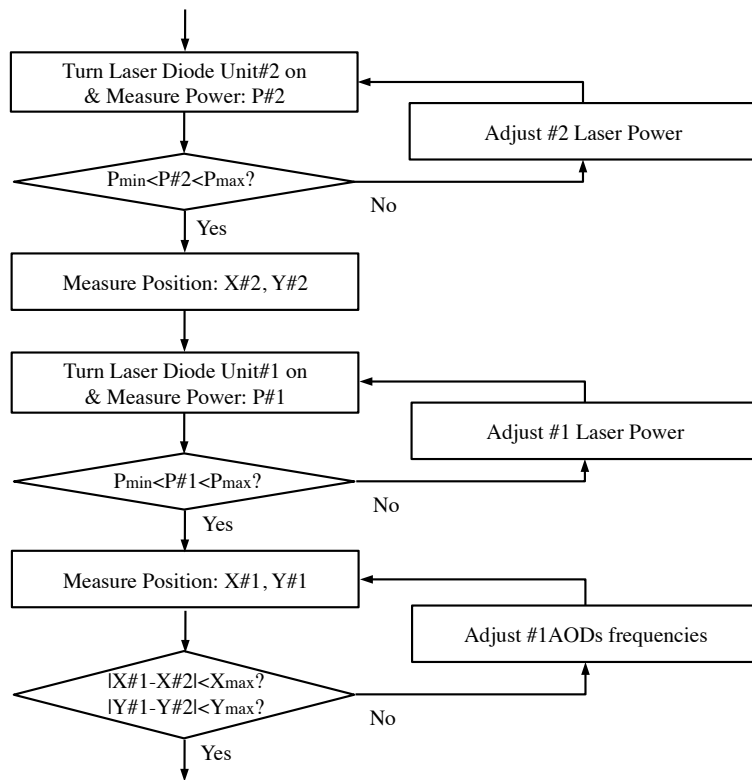 Turn Laser Diode Unit#2 on
& Measure Power: P#2
Adjust #2 Laser Power
Pmin<P#2<Pmax?
No
Yes
Measure Position: X#2, Y#2
Turn Laser Diode Unit#1 on
& Measure Power: P#1
Adjust #1 Laser Power
Pmin<P#1<Pmax?
No
Yes
Measure Position: X#1, Y#1
Adjust #1AODs frequencies
|X#1-X#2|<Xmax?
|Y#1-Y#2|<Ymax?
No
Yes